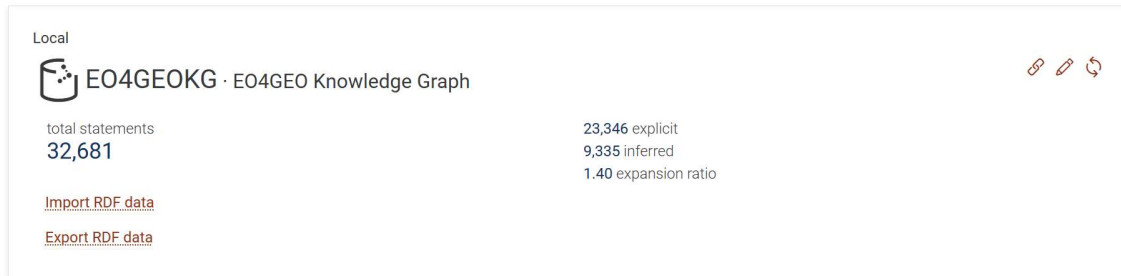 Local
EO4GEOKG · EO4GEO Knowledge Graph
total statements
32,681
23,346 explicit
9,335 inferred
1.40 expansion ratio
Import RDF data
Export RDF data